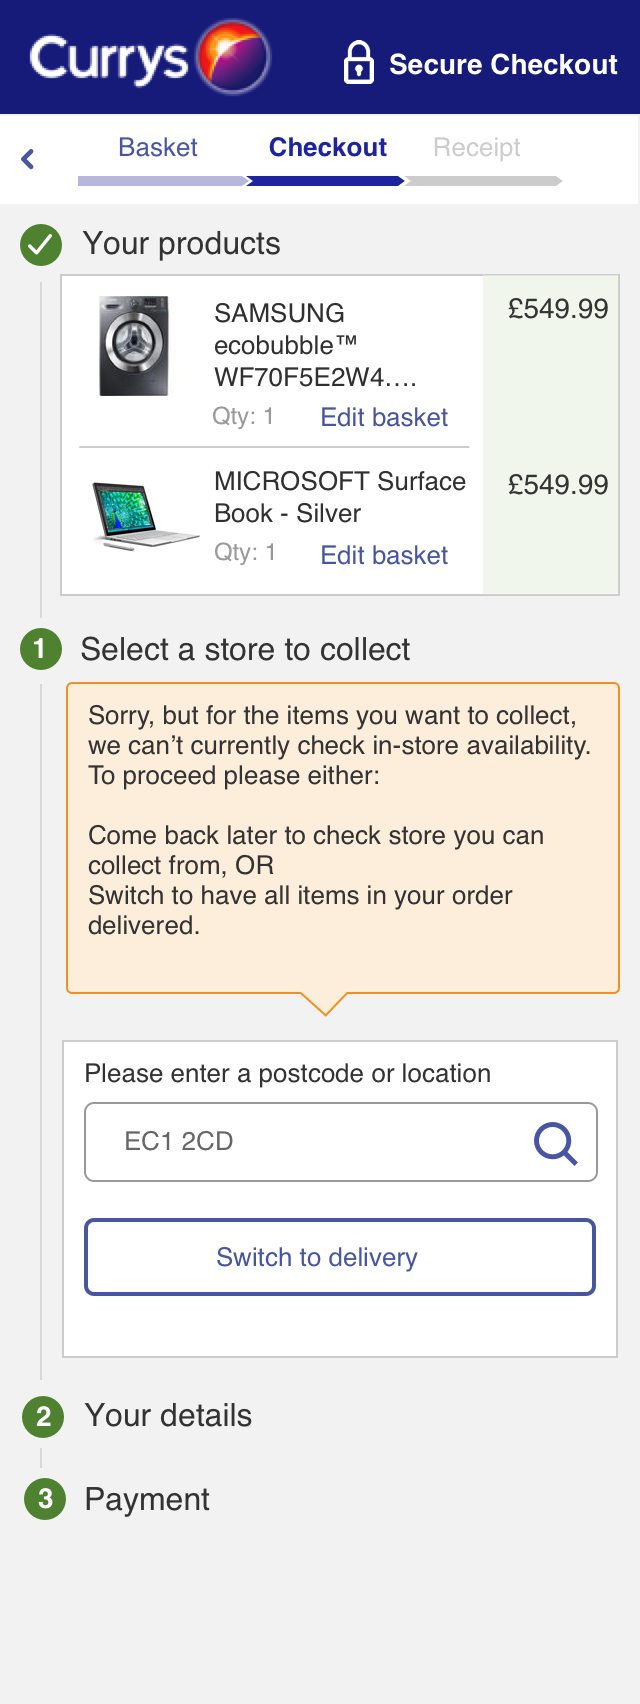 Currys
Secure Checkout
Basket
Checkout
Receipt
Your products
SAMSUNG
ecobubble™
WF70F5E2W4....
£549.99
Qty: 1
Edit basket
MICROSOFT Surface
Book - Silver
£549.99
Qty: 1
Edit basket
1 Select a store to collect
Sorry, but for the items you want to collect,
we can’t currently check in-store availability.
To proceed please either:
Come back later to check store you can
collect from, OR
Switch to have all items in your order
delivered.
Please enter a postcode or location
EC1 2CD
Switch to delivery
2 Your details
3 Payment